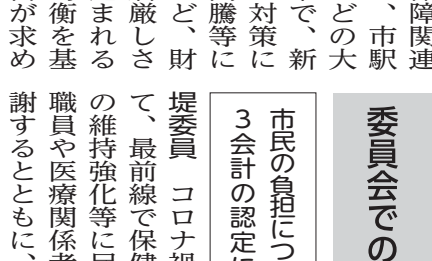 障関連
、市駅
どの大
で、新
対策に
騰等に
ど、財
厳しさ
まれる
衡を基
が求め
委員会での
市民の負担につ
3会計の認定に
堤委員　コロナ禍
て、最前線で保健
の維持強化等に尽
職員や医療関係者
謝するとともに、